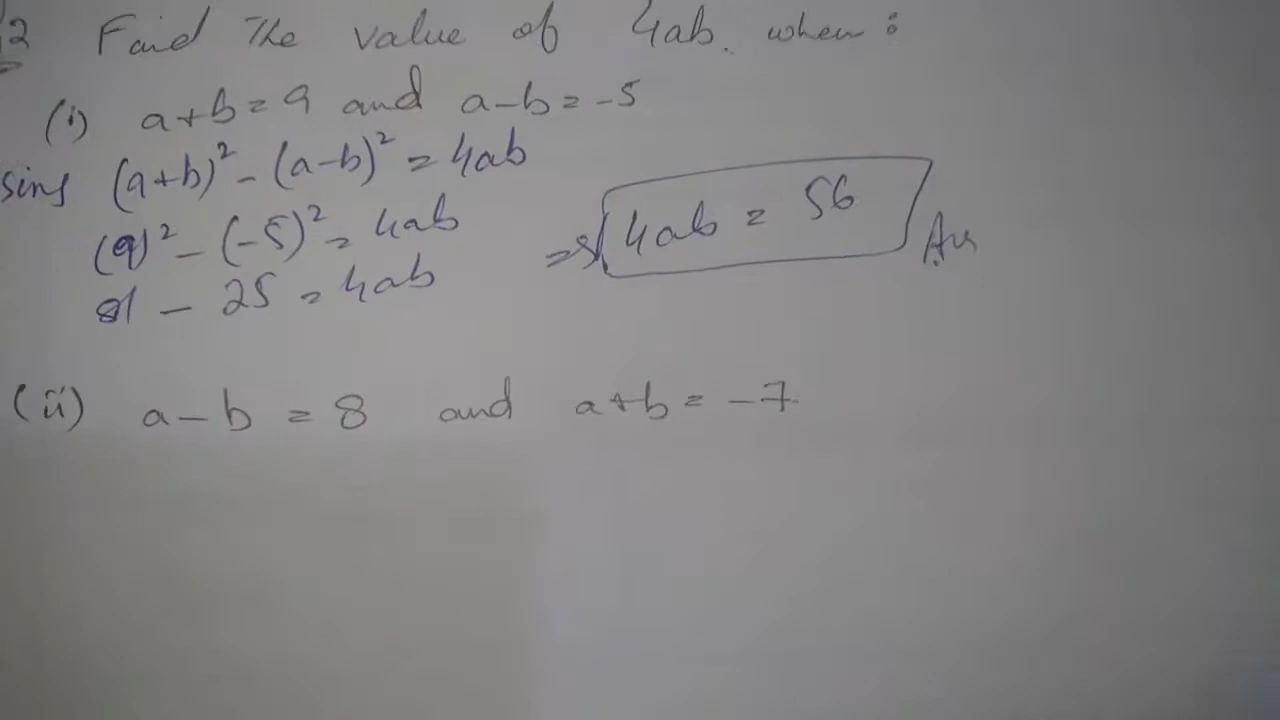 2 Find The value of 4ab. when:
(i) a+b = 9 and a-b = -5
sing (a+b)² - (a-b)² = 4ab
(9)² - (-5)² = 4ab
81 - 25 = 4ab
=> 4ab = 56 Ans
(ii) a-b = 8 and a+b = -7.